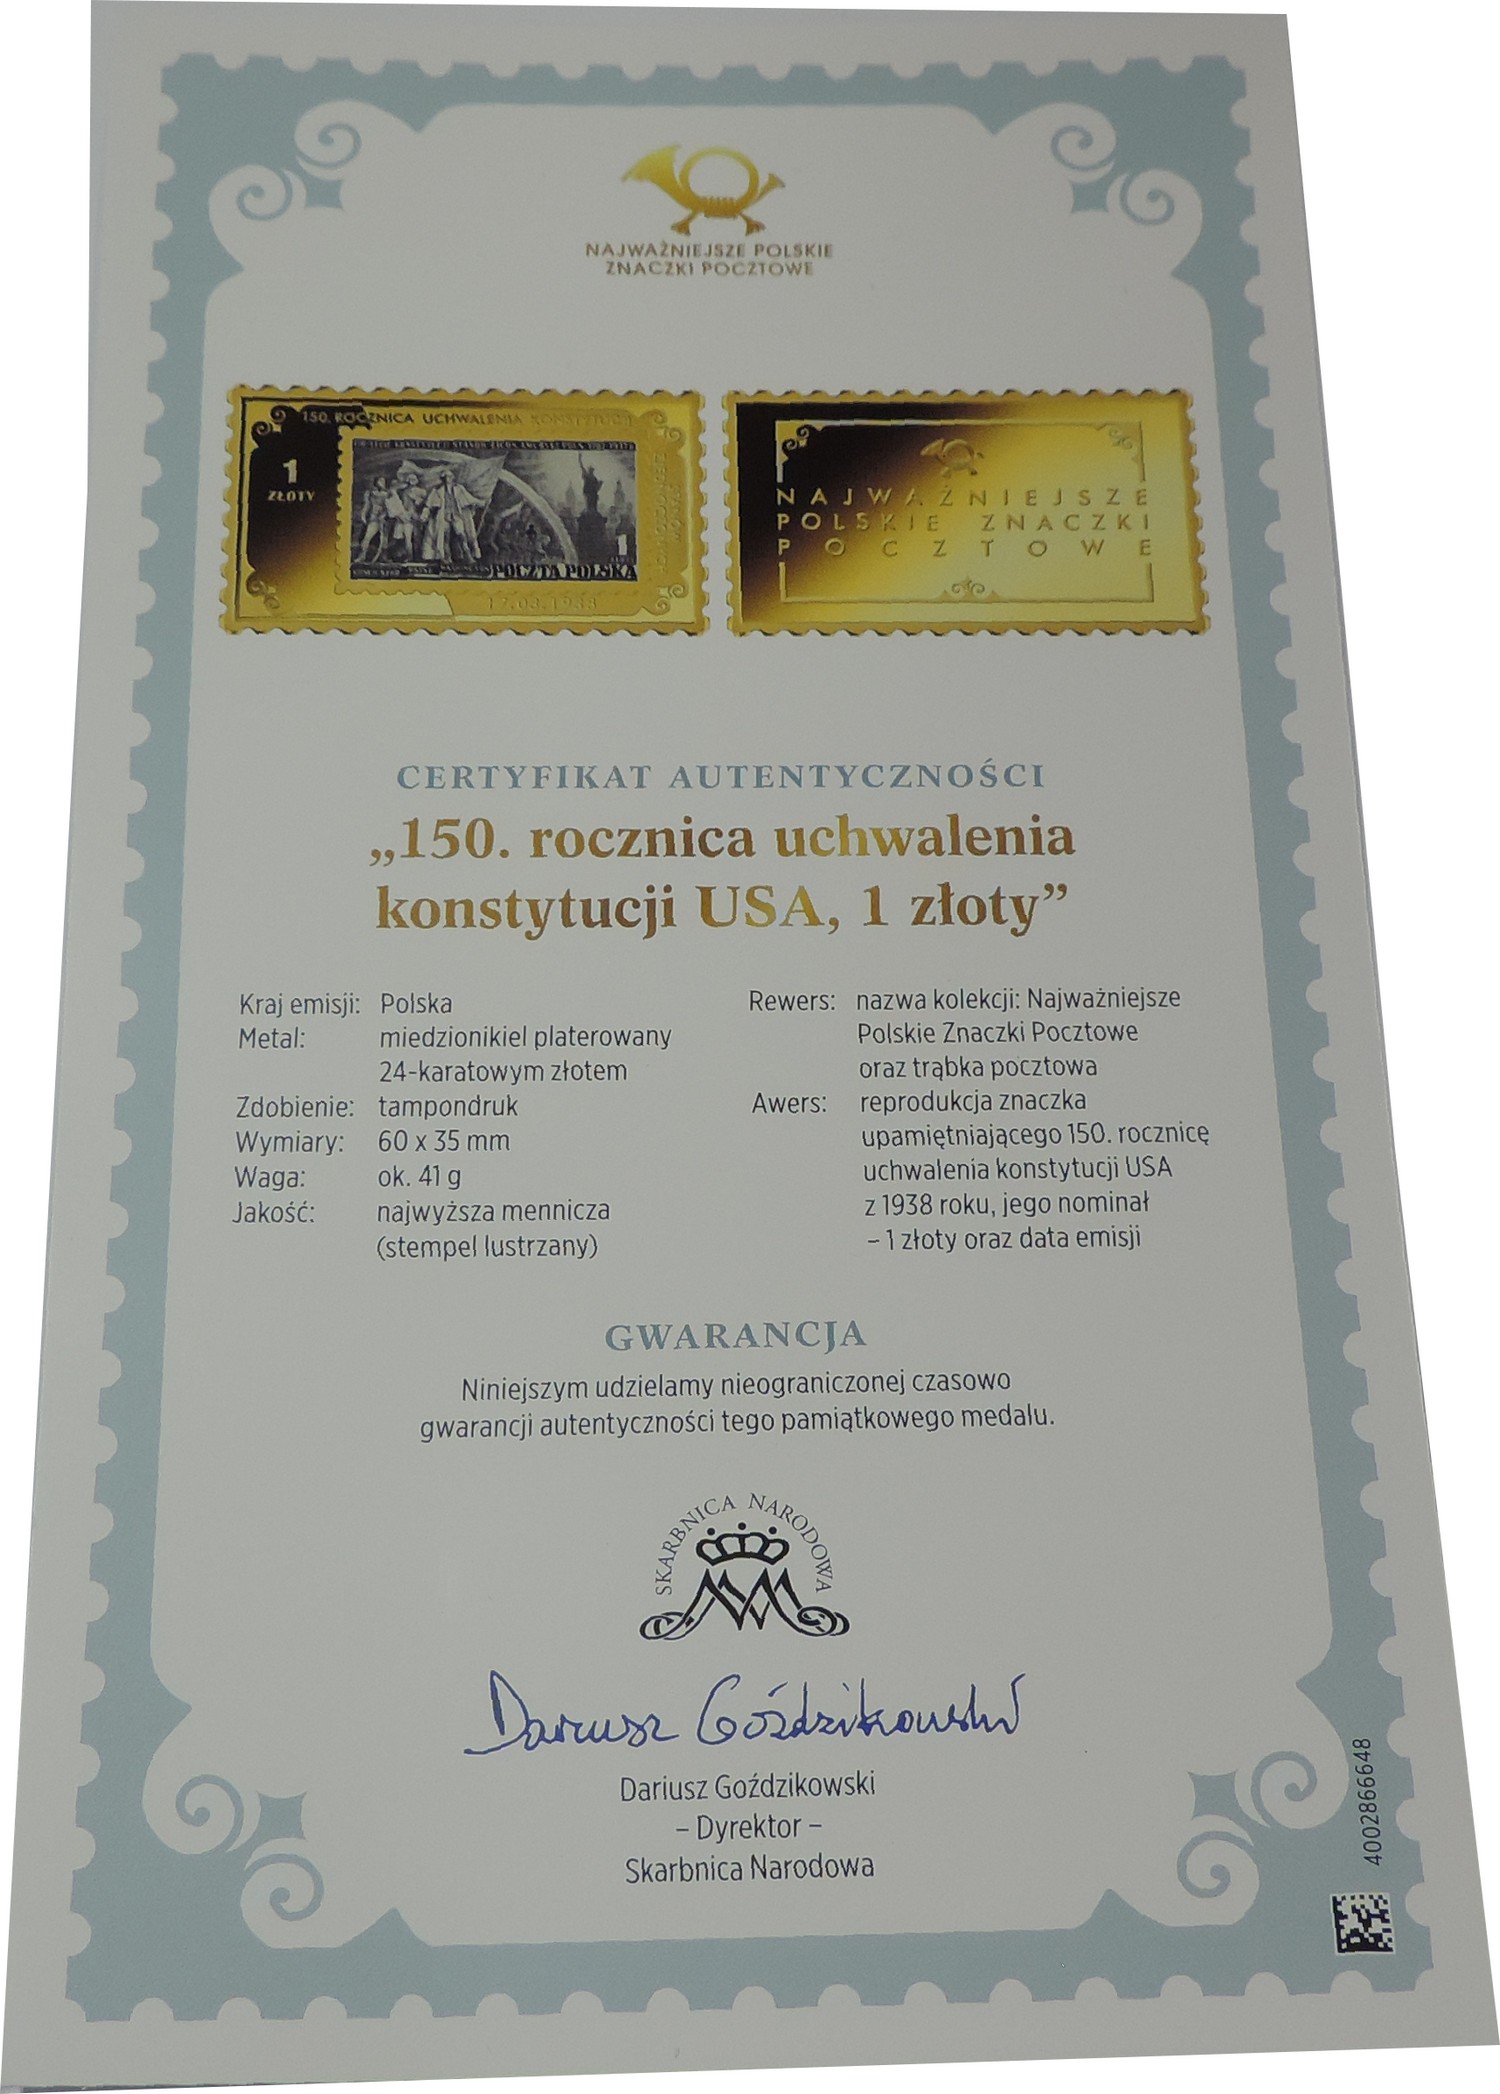 NAJWAŻNIEJSZE POLSKIE
ZNACZKI POCZTOWE
150. ROCZNICA UCHWALENIA KONSTYTUCJI
1
ZŁOTY
1
POCZTA POLSKA
17.03.1938
NAJWAŻNIEJSZE
POLSKIE ZNACZKI
POCZTOWE
CERTYFIKAT AUTENTYCZNOŚCI
„150. rocznica uchwalenia
konstytucji USA, 1 złoty”
Kraj emisji: Polska
Metal: miedzionikiel platerowany
24-karatowym złotem
Zdobienie: tampondruk
Wymiary: 60 x 35 mm
Waga: ok. 41 g
Jakość: najwyższa mennicza
(stempel lustrzany)
Rewers: nazwa kolekcji: Najważniejsze
Polskie Znaczki Pocztowe
oraz trąbka pocztowa
Awers: reprodukcja znaczka
upamiętniającego 150. rocznicę
uchwalenia konstytucji USA
z 1938 roku, jego nominał
– 1 złoty oraz data emisji
GWARANCJA
Niniejszym udzielamy nieograniczonej czasowo
gwarancji autentyczności tego pamiątkowego medalu.
SKARBNICA NARODOWA
Dariusz Goździkowski
Dariusz Goździkowski
– Dyrektor –
Skarbnica Narodowa
4002866648